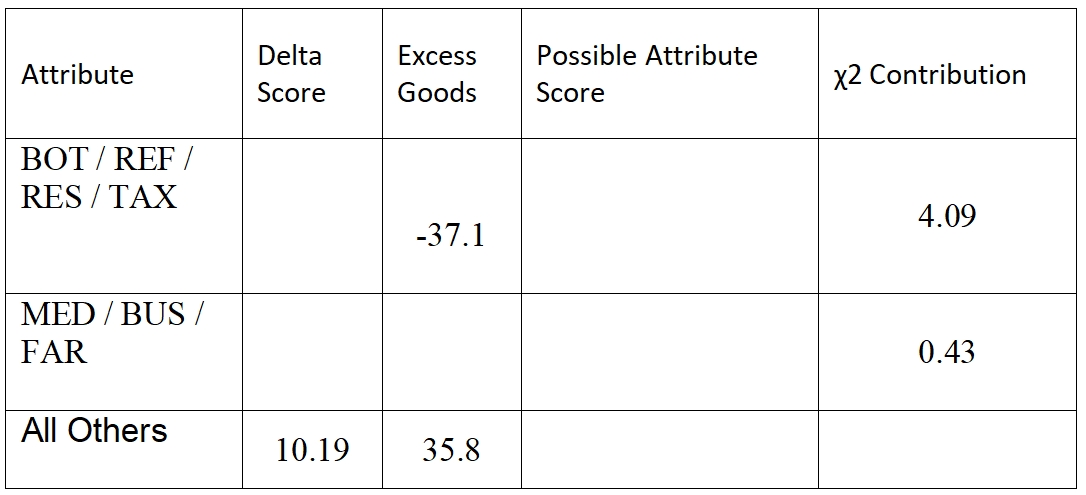 Attribute
Delta
Score
Excess
Goods
Possible Attribute
Score
χ2 Contribution
BOT / REF /
RES / TAX
-37.1
4.09
MED / BUS /
FAR
0.43
All Others
10.19
35.8